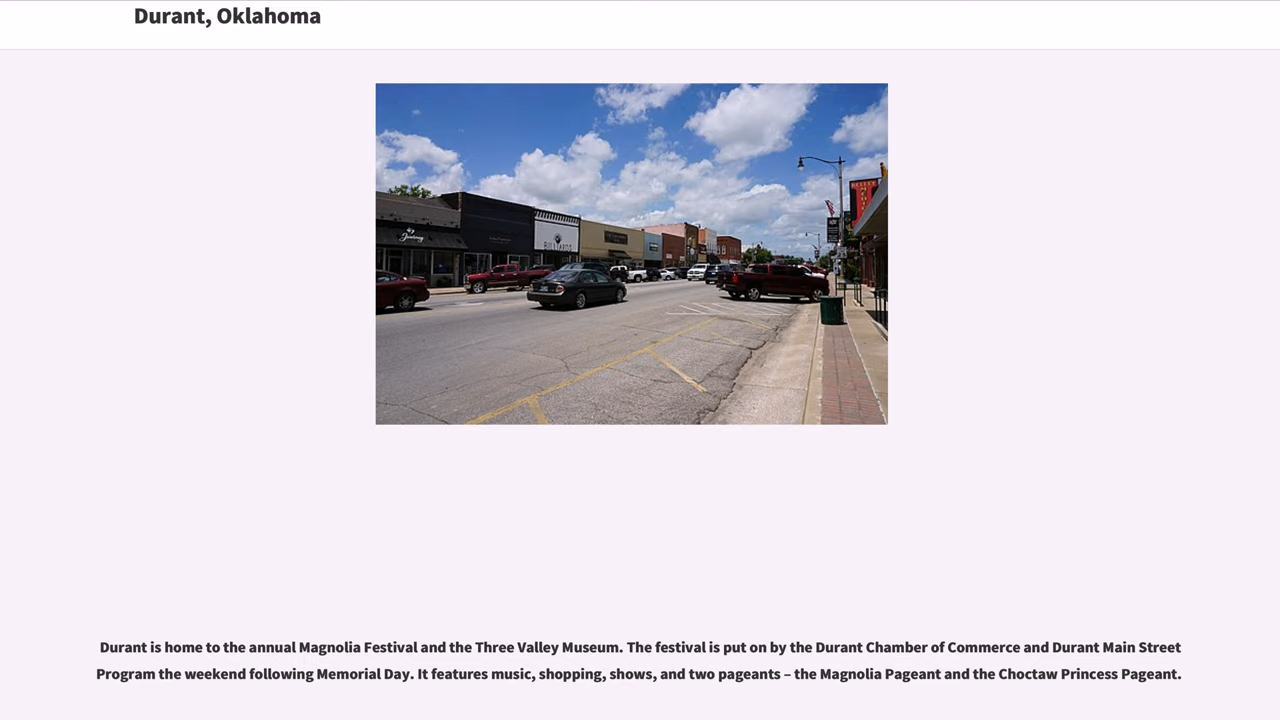 Durant, Oklahoma
BILLIARDS
Durant is home to the annual Magnolia Festival and the Three Valley Museum. The festival is put on by the Durant Chamber of Commerce and Durant Main Street
Program the weekend following Memorial Day. It features music, shopping, shows, and two pageants – the Magnolia Pageant and the Choctaw Princess Pageant.